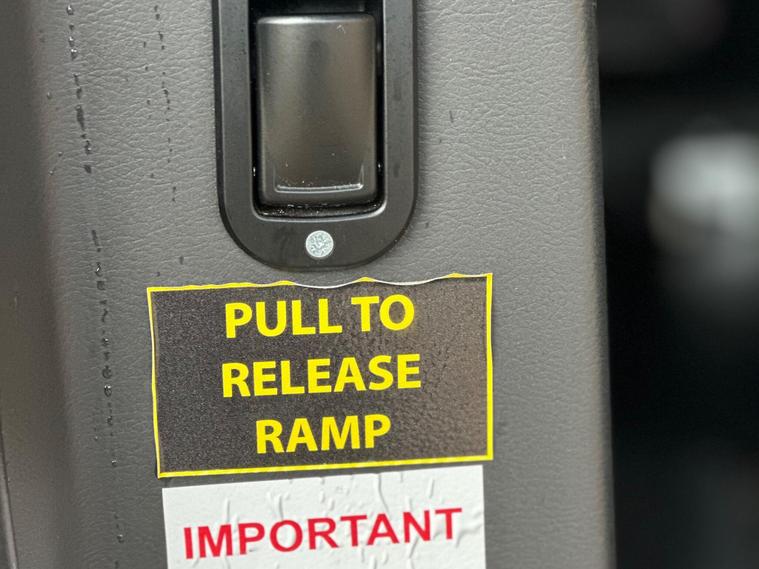 PULL TO
RELEASE
RAMP
IMPORTANT